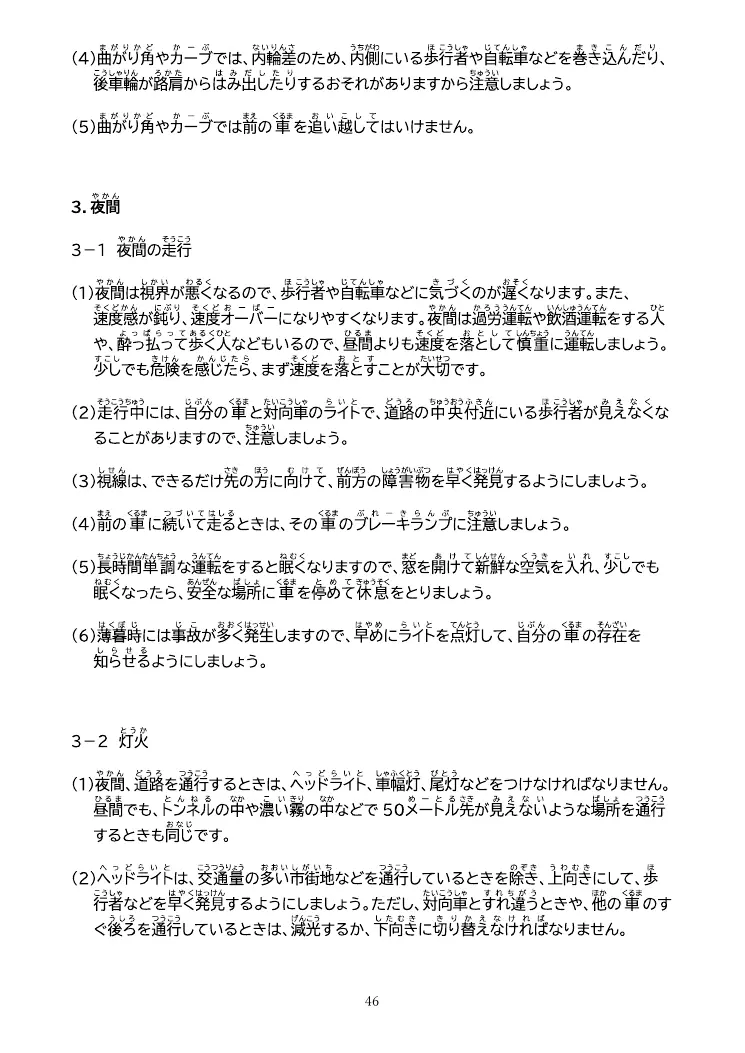 (4)曲がり角やカーブでは、内輪差のため、内側にいる歩行者や自転車などを巻き込んだり、
後車輪が路肩からはみ出したりするおそれがありますから注意しましょう。
(5)曲がり角やカーブでは前の車を追い越してはいけません。
3.夜間
3－1 夜間の走行
(1)夜間は視界が悪くなるので、歩行者や自転車などに気づくのが遅くなります。また、
速度感が鈍り、速度オーバーになりやすくなります。夜間は過労運転や飲酒運転をする人
や、酔っ払って歩く人などもいるので、昼間よりも速度を落として慎重に運転しましょう。
少しでも危険を感じたら、まず速度を落とすことが大切です。
(2)走行中には、自分の車と対向車のライトで、道路の中央付近にいる歩行者が見えなくな
ることがありますので、注意しましょう。
(3)視線は、できるだけ先の方に向けて、前方の障害物を早く発見するようにしましょう。
(4)前の車に続いて走るときは、その車のブレーキランプに注意しましょう。
(5)長時間単調な運転をすると眠くなりますので、窓を開けて新鮮な空気を入れ、少しでも
眠くなったら、安全な場所に車を停めて休息をとりましょう。
(6)薄暮時には事故が多く発生しますので、早めにライトを点灯して、自分の車の存在を
知らせるようにしましょう。
3－2 灯火
(1)夜間、道路を通行するときは、ヘッドライト、車幅灯、尾灯などをつけなければなりません。
昼間でも、トンネルの中や濃い霧の中などで50メートル先が見えないような場所を通行
するときも同じです。
(2)ヘッドライトは、交通量の多い市街地などを通行しているときを除き、上向きにして、歩
行者などを早く発見するようにしましょう。ただし、対向車とすれ違うときや、他の車のす
ぐ後ろを通行しているときは、減光するか、下向きに切り替えなければなりません。
46